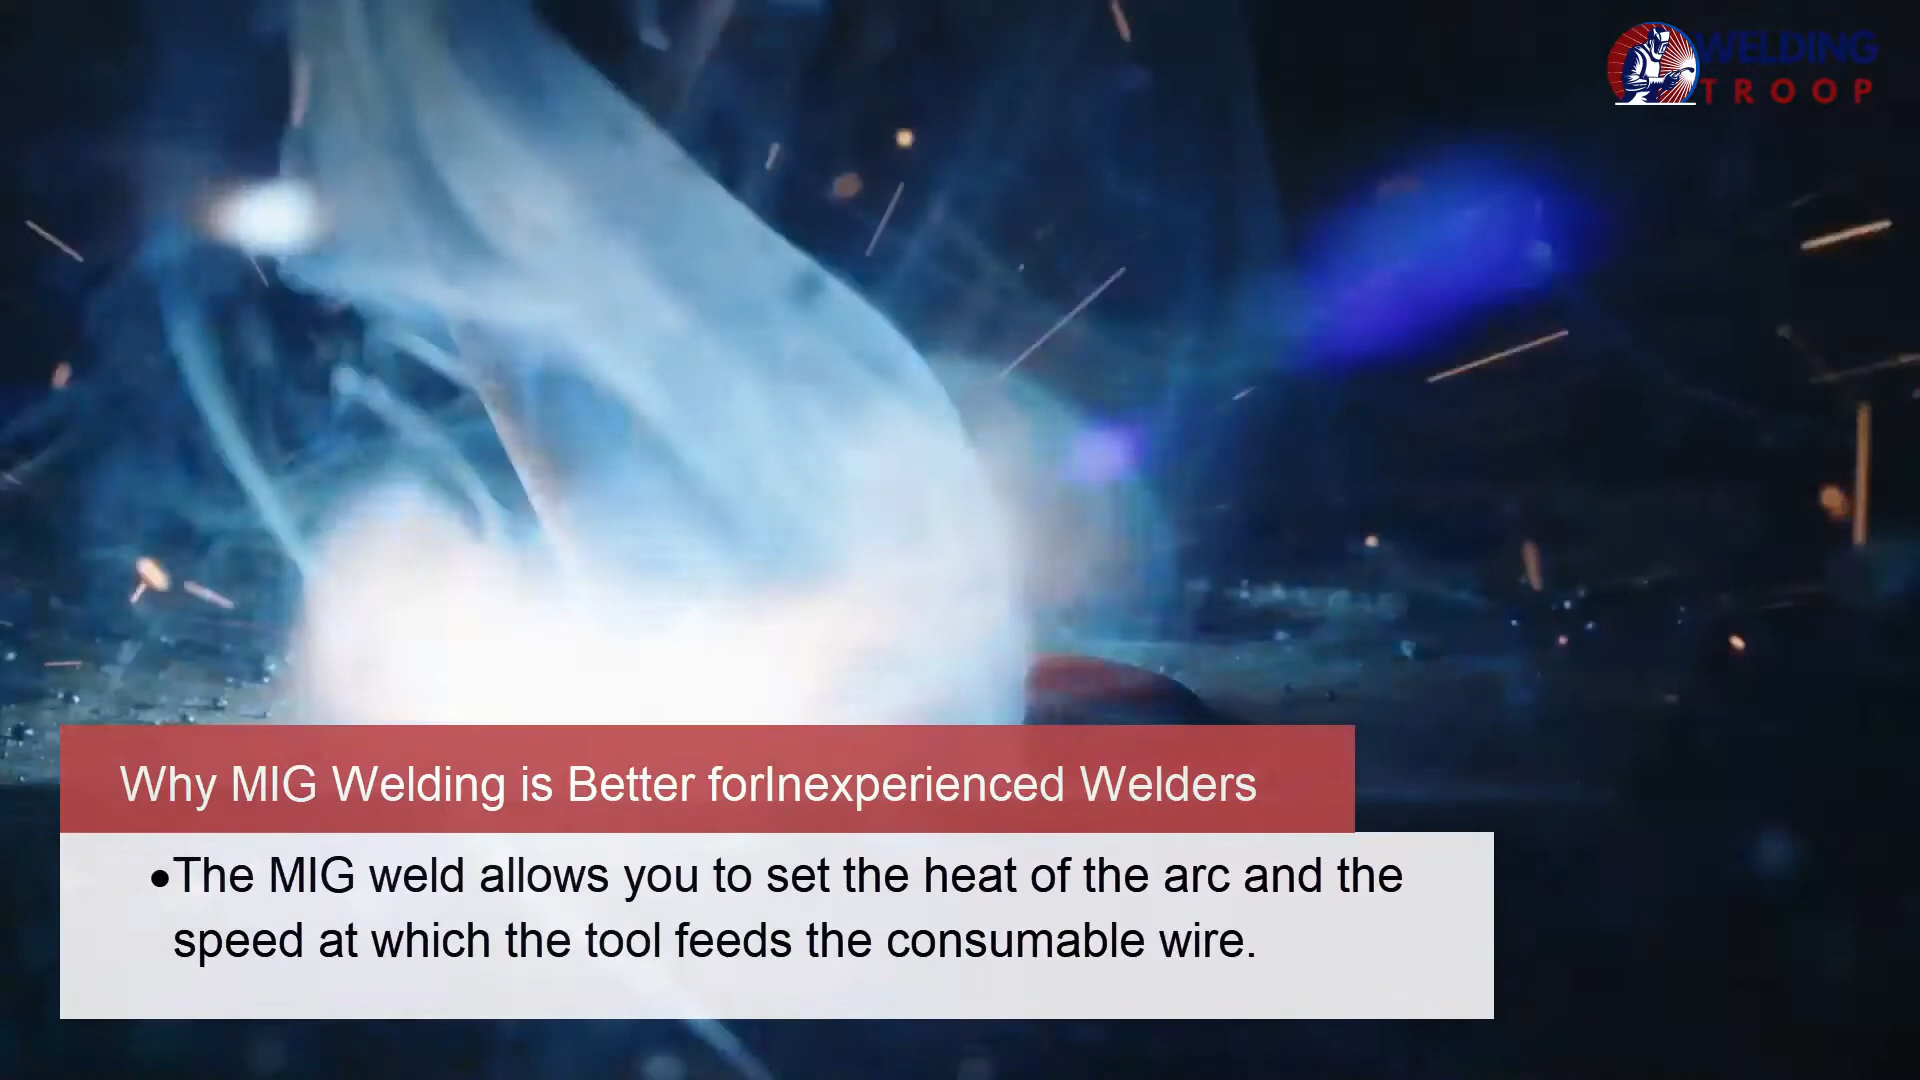 WELDING
TROOP
Why MIG Welding is Better forInexperienced Welders
•The MIG weld allows you to set the heat of the arc and the
speed at which the tool feeds the consumable wire.